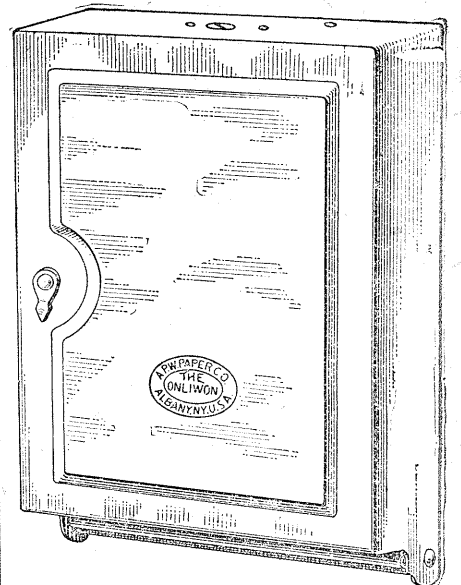 A.P.W. PAPER CO.
THE
ONLIWON
ALBANY, N.Y. U.S.A.